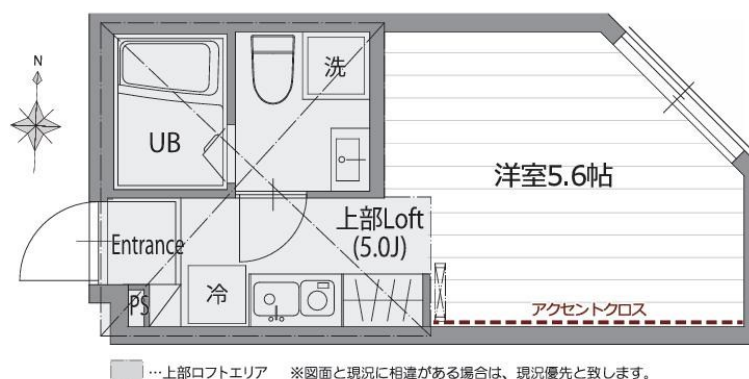 N
洗
UB
洋室5.6帖
上部Loft
(5.0J)
Entrance
冷
PS
アクセントクロス
…上部ロフトエリア ※図面と現況に相違がある場合は、現況優先と致します。